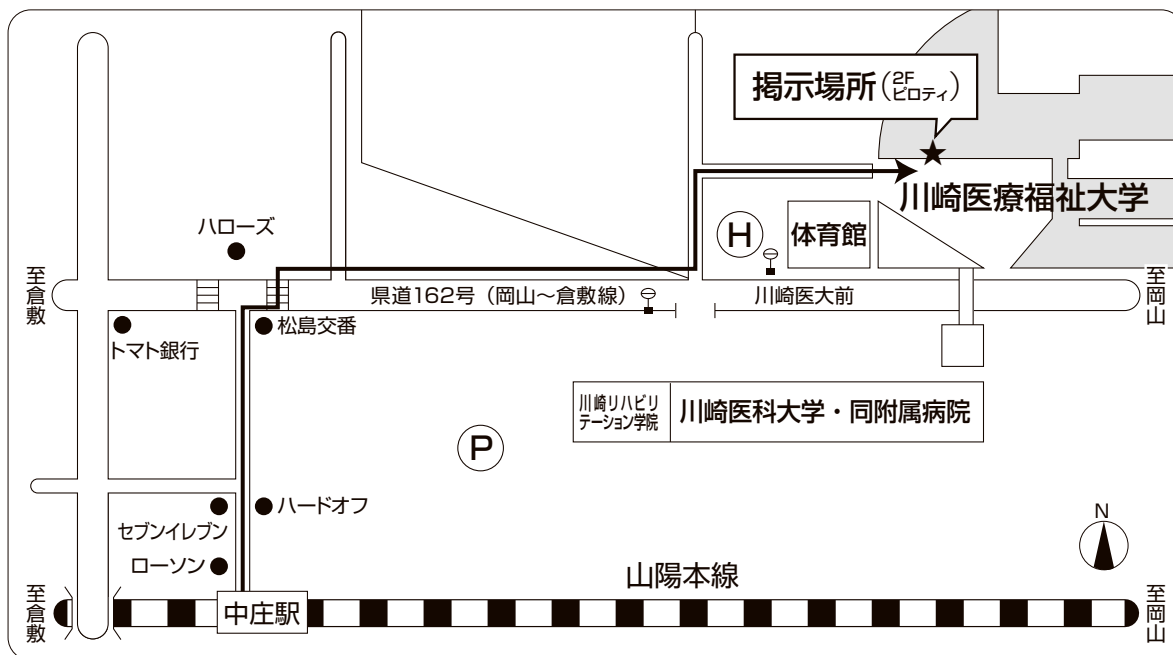 掲示場所(2Fピロティ)
川崎医療福祉大学
H
体育館
ハローズ
至倉敷
県道162号(岡山〜倉敷線)
川崎医大前
至岡山
松島交番
トマト銀行
川崎リハビリ
テーション学院
川崎医科大学・同附属病院
P
セブンイレブン
ハードオフ
ローソン
N
山陽本線
至倉敷
中庄駅
至岡山